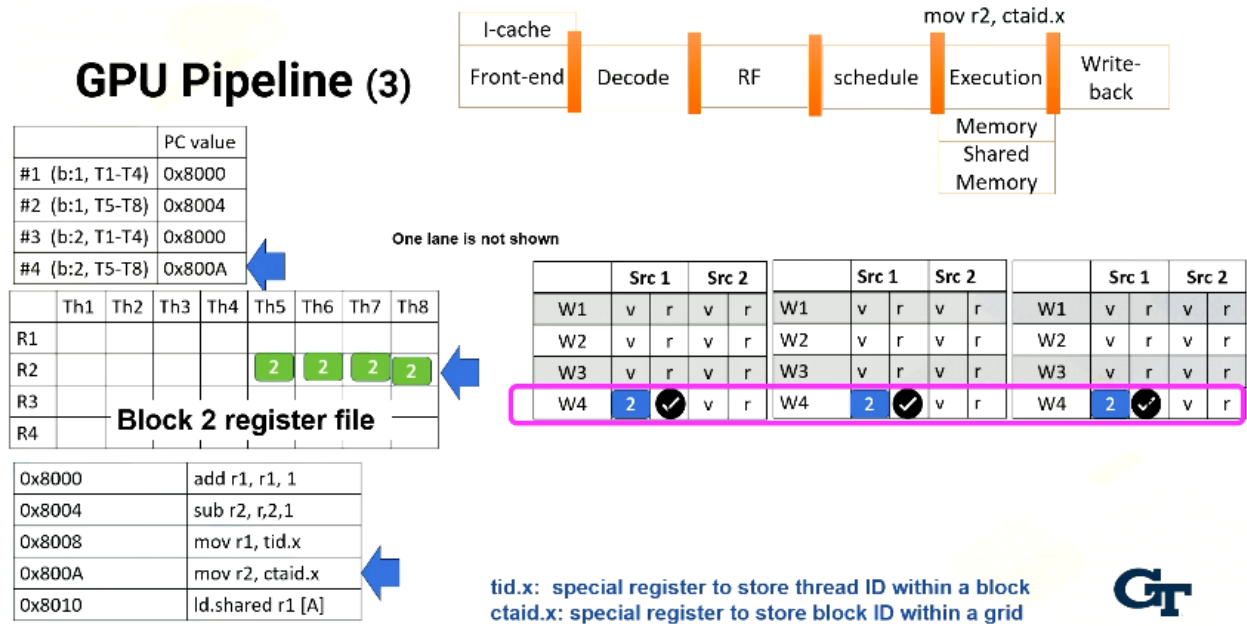 GPU Pipeline (3)
mov r2, ctaid.x
I-cache
Front-end Decode RF schedule Execution Write-back
Memory
Shared Memory
PC value
#1 (b:1, T1-T4) 0x8000
#2 (b:1, T5-T8) 0x8004
#3 (b:2, T1-T4) 0x8000
#4 (b:2, T5-T8) 0x800A
One lane is not shown
Th1 Th2 Th3 Th4 Th5 Th6 Th7 Th8
R1
R2 2 2 2 2
R3
R4
Block 2 register file
Src 1 Src 2
W1 v r v r
W2 v r v r
W3 v r v r
W4 2 v r
Src 1 Src 2
W1 v r v r
W2 v r v r
W3 v r v r
W4 2 v r
Src 1 Src 2
W1 v r v r
W2 v r v r
W3 v r v r
W4 2 v r
0x8000 add r1, r1, 1
0x8004 sub r2, r,2,1
0x8008 mov r1, tid.x
0x800A mov r2, ctaid.x
0x8010 ld.shared r1 [A]
tid.x: special register to store thread ID within a block
ctaid.x: special register to store block ID within a grid
GT